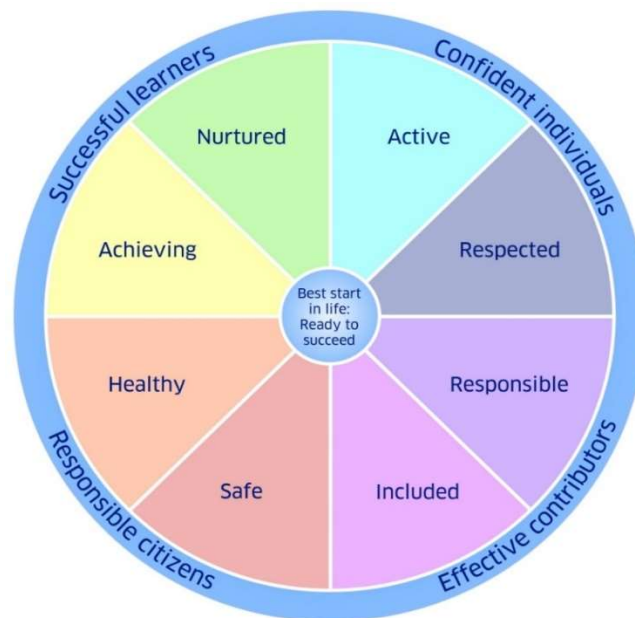 Successful learners
Confident individuals
Nurtured
Active
Achieving
Respected
Best start
in life:
Ready to
succeed
Healthy
Responsible
Safe
Included
Responsible citizens
Effective contributors